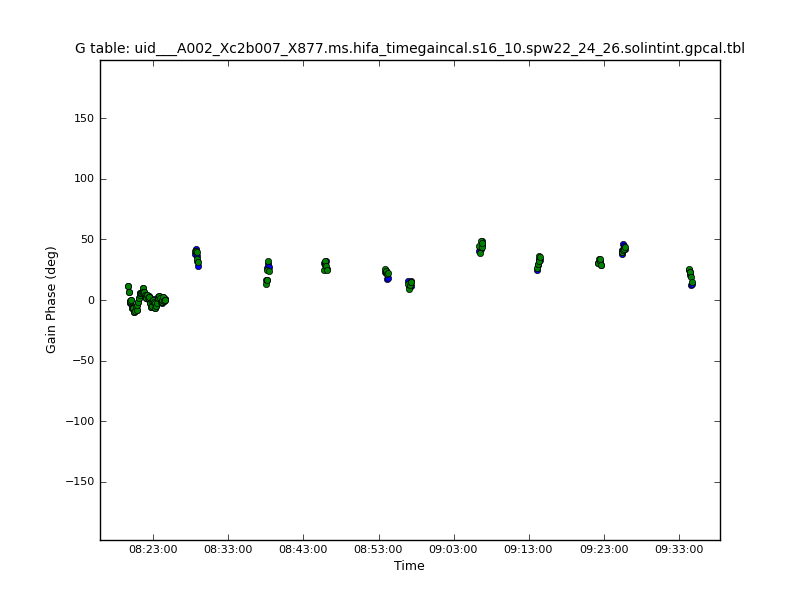 G table: uid___A002_Xc2b007_X877.ms.hifa_timegaincal.s16_10.spw22_24_26.solintint.gpcal.tbl
150
100
50
0
−50
−100
−150
Gain Phase (deg)
08:23:00 08:33:00 08:43:00 08:53:00 09:03:00 09:13:00 09:23:00 09:33:00
Time